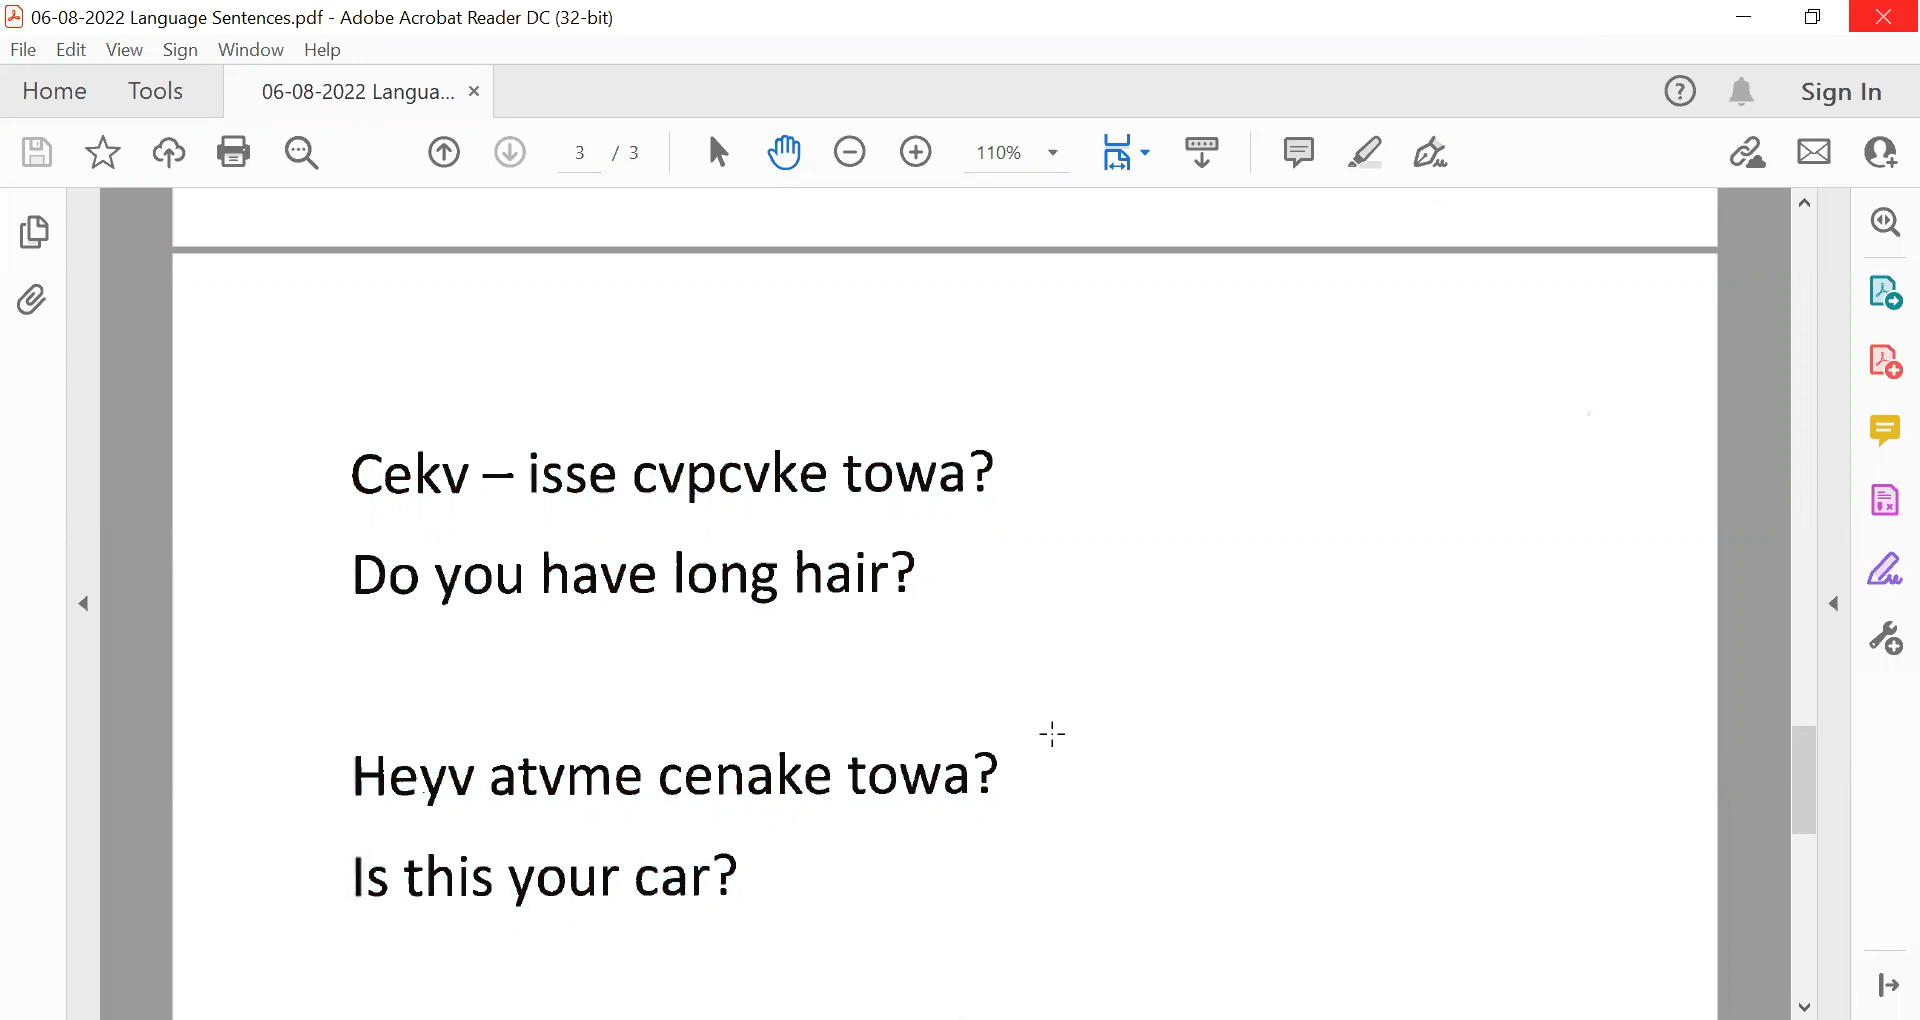 06-08-2022 Language Sentences.pdf - Adobe Acrobat Reader DC (32-bit)
File Edit View Sign Window Help
Home Tools 06-08-2022 Langua... Sign In
3 / 3 110%
Cekv – isse cvpcvke towa?
Do you have long hair?
Heyv atvme cenake towa?
Is this your car?